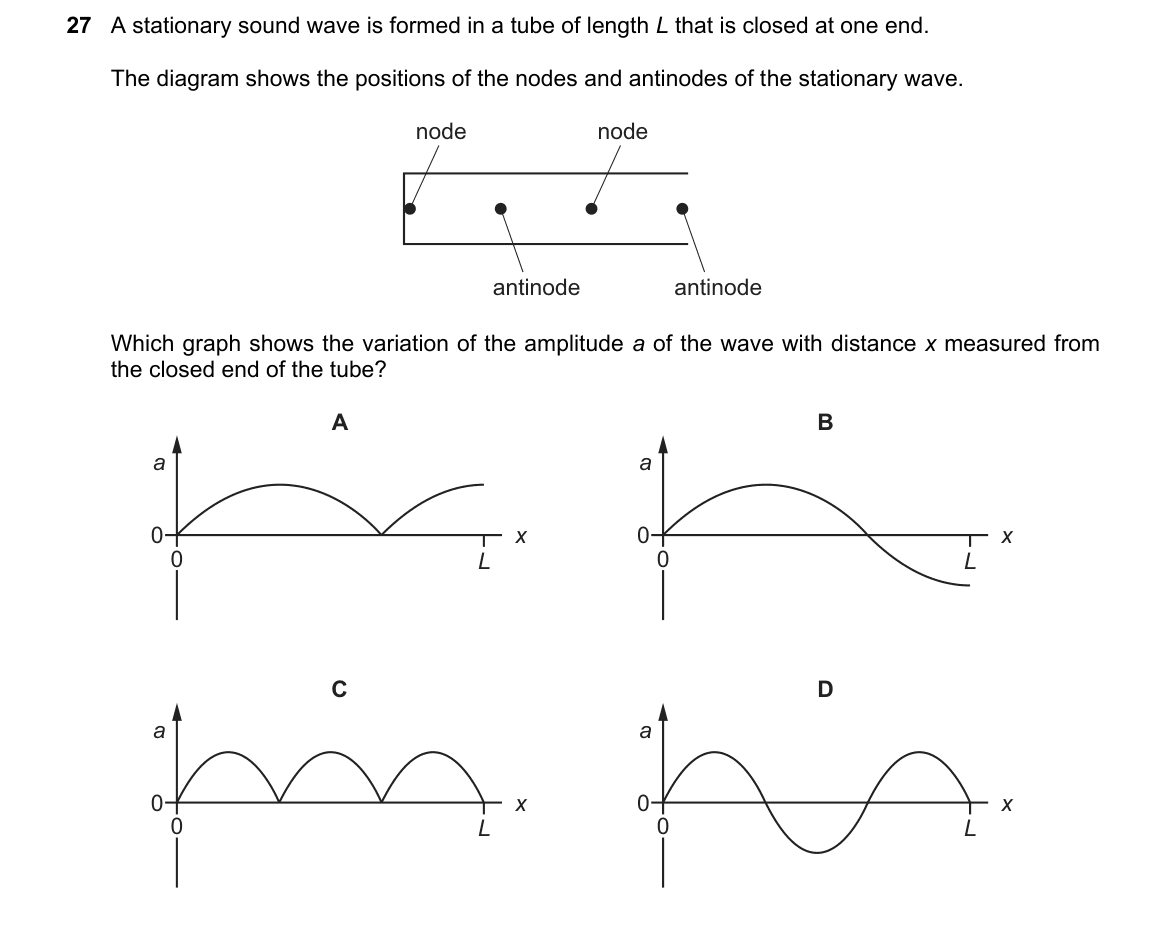 27 A stationary sound wave is formed in a tube of length L that is closed at one end.
The diagram shows the positions of the nodes and antinodes of the stationary wave.
node node
antinode antinode
Which graph shows the variation of the amplitude a of the wave with distance x measured from
the closed end of the tube?
A B
a a
0 x 0 x
0 L 0 L
C D
a a
0 x 0 x
0 L 0 L